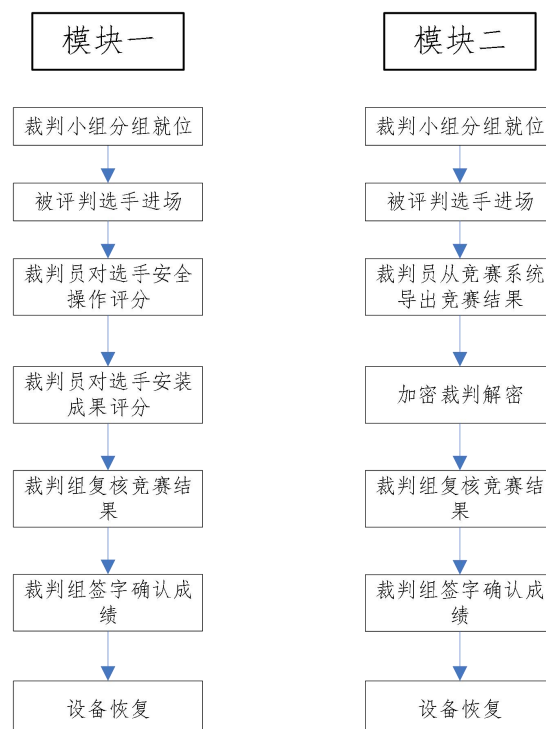 模块一
裁判小组分组就位
被评判选手进场
裁判员对选手安全
操作评分
裁判员对选手安装
成果评分
裁判组复核竞赛结
果
裁判组签字确认成
绩
设备恢复
模块二
裁判小组分组就位
被评判选手进场
裁判员从竞赛系统
导出竞赛结果
加密裁判解密
裁判组复核竞赛结
果
裁判组签字确认成
绩
设备恢复